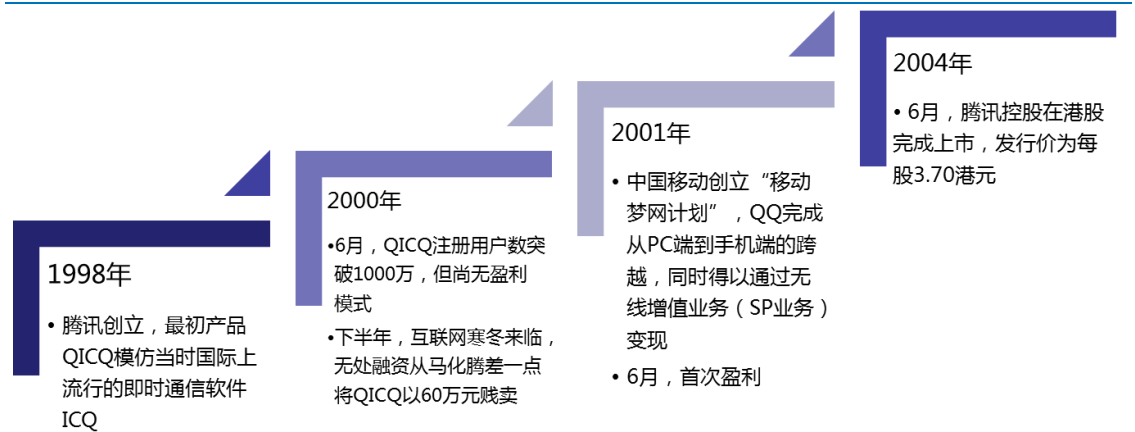 1998年
• 腾讯创立，最初产品
QICQ模仿当时国际上
流行的即时通信软件
ICQ
2000年
•6月，QICQ注册用户数突
破1000万，但尚无盈利
模式
•下半年，互联网寒冬来临，
无处融资从马化腾差一点
将QICQ以60万元贱卖
2001年
• 中国移动创立“移动
梦网计划”，QQ完成
从PC端到手机端的跨
越，同时得以通过无
线增值业务（SP业务）
变现
• 6月，首次盈利
2004年
• 6月，腾讯控股在港股
完成上市，发行价为每
股3.70港元